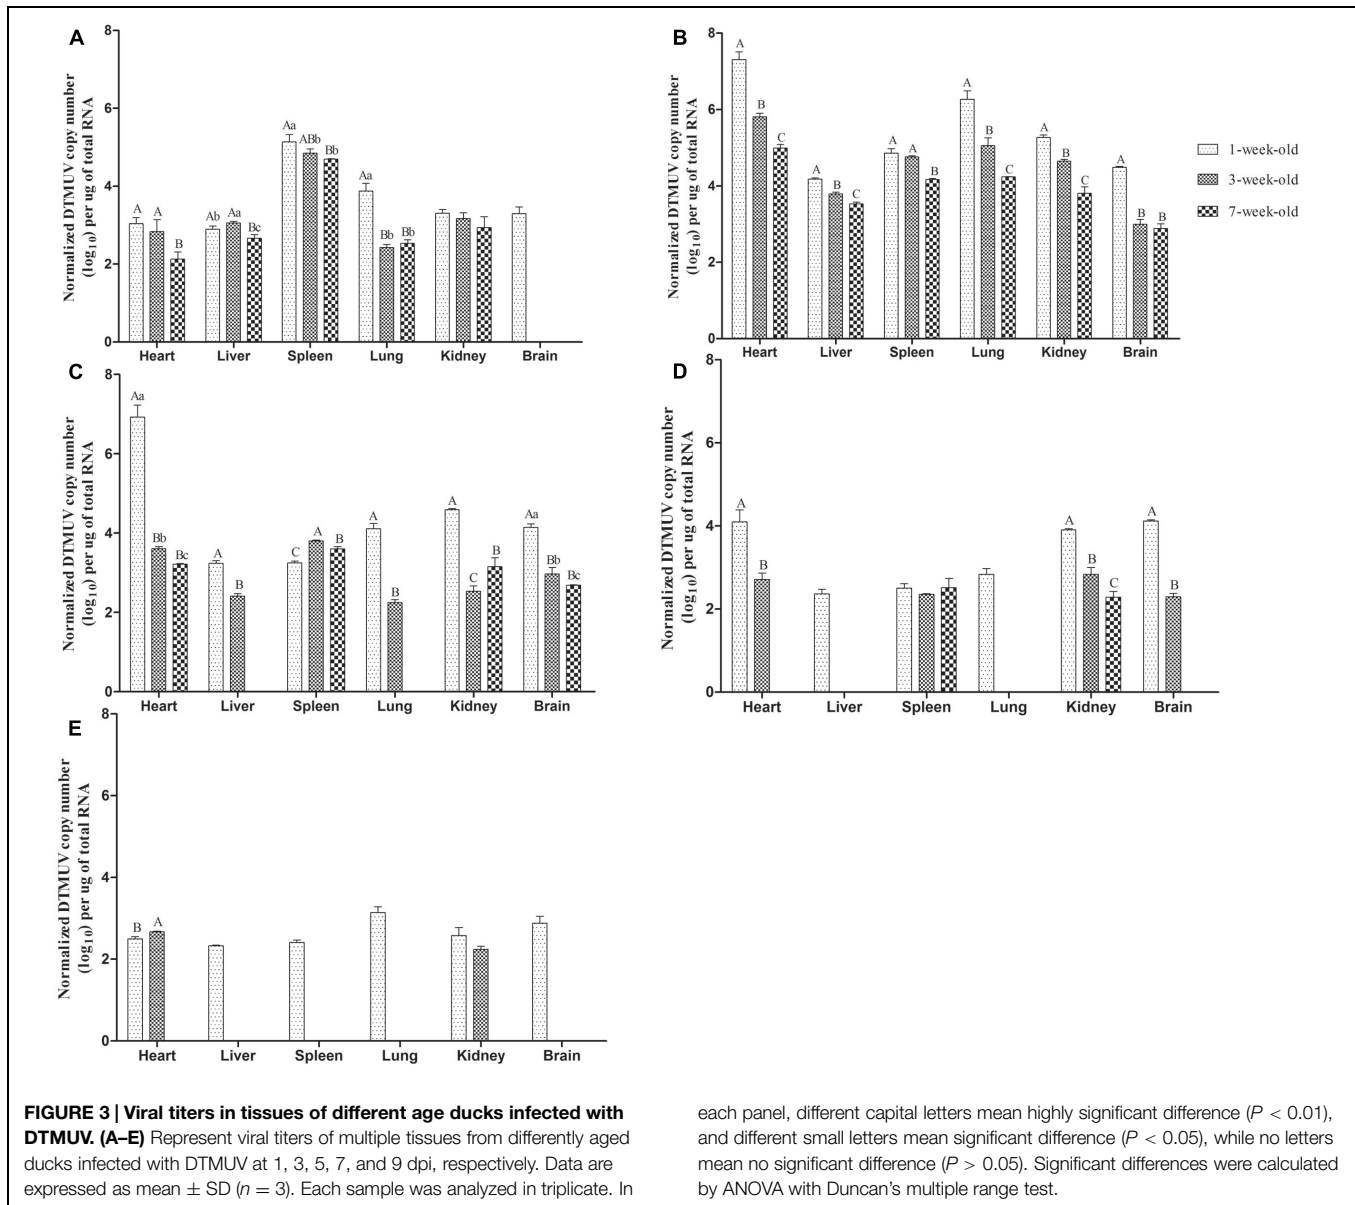 A
Normalized DTMUV copy number
(log10) per ug of total RNA
8
6
4
2
0
A A B
Ab Aa Bc
Aa ABb Bb
Aa Bb Bb
Heart Liver Spleen Lung Kidney Brain
B
Normalized DTMUV copy number
(log10) per ug of total RNA
8
6
4
2
0
A B C
A B C
A A B
A B C
A B C
A B B
Heart Liver Spleen Lung Kidney Brain
1-week-old
3-week-old
7-week-old
C
Normalized DTMUV copy number
(log10) per ug of total RNA
8
6
4
2
0
Aa Bb Bc
A B
C A B
A B
A C B
Aa Bb Bc
Heart Liver Spleen Lung Kidney Brain
D
Normalized DTMUV copy number
(log10) per ug of total RNA
8
6
4
2
0
A B
A B C
A B
Heart Liver Spleen Lung Kidney Brain
E
Normalized DTMUV copy number
(log10) per ug of total RNA
8
6
4
2
0
B A
Heart Liver Spleen Lung Kidney Brain
FIGURE 3 | Viral titers in tissues of different age ducks infected with
DTMUV. (A–E) Represent viral titers of multiple tissues from differently aged
ducks infected with DTMUV at 1, 3, 5, 7, and 9 dpi, respectively. Data are
expressed as mean ± SD (n = 3). Each sample was analyzed in triplicate. In
each panel, different capital letters mean highly significant difference (P < 0.01),
and different small letters mean significant difference (P < 0.05), while no letters
mean no significant difference (P > 0.05). Significant differences were calculated
by ANOVA with Duncan's multiple range test.